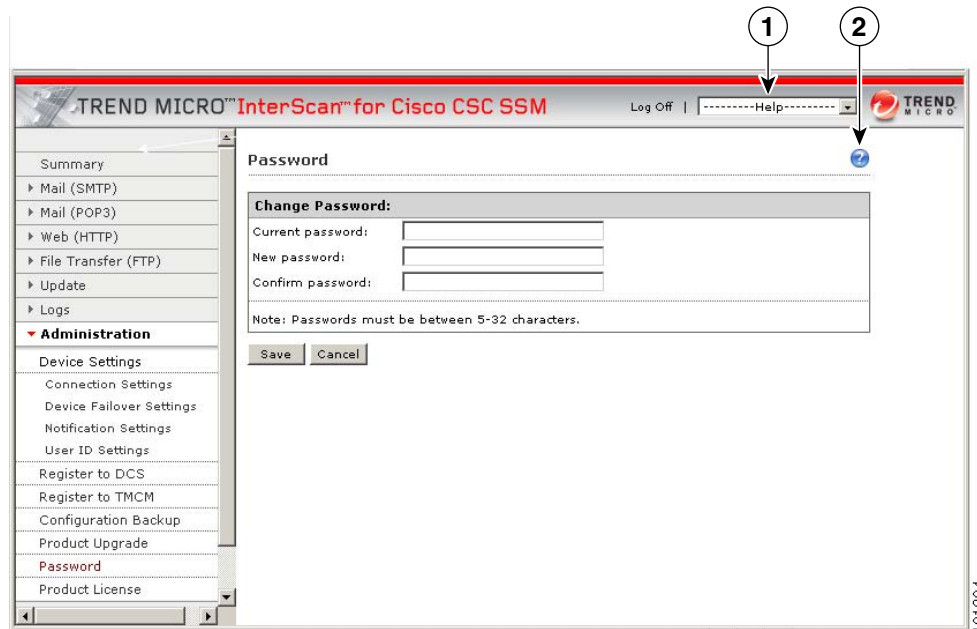 1 2
TREND MICRO™ InterScan™ for Cisco CSC SSM
Log Off | ---------Help---------
TREND MICRO
Summary
Mail (SMTP)
Mail (POP3)
Web (HTTP)
File Transfer (FTP)
Update
Logs
Administration
Device Settings
Connection Settings
Device Failover Settings
Notification Settings
User ID Settings
Register to DCS
Register to TMCM
Configuration Backup
Product Upgrade
Password
Product License
Password
?
Change Password:
Current password:
New password:
Confirm password:
Note: Passwords must be between 5-32 characters.
Save Cancel